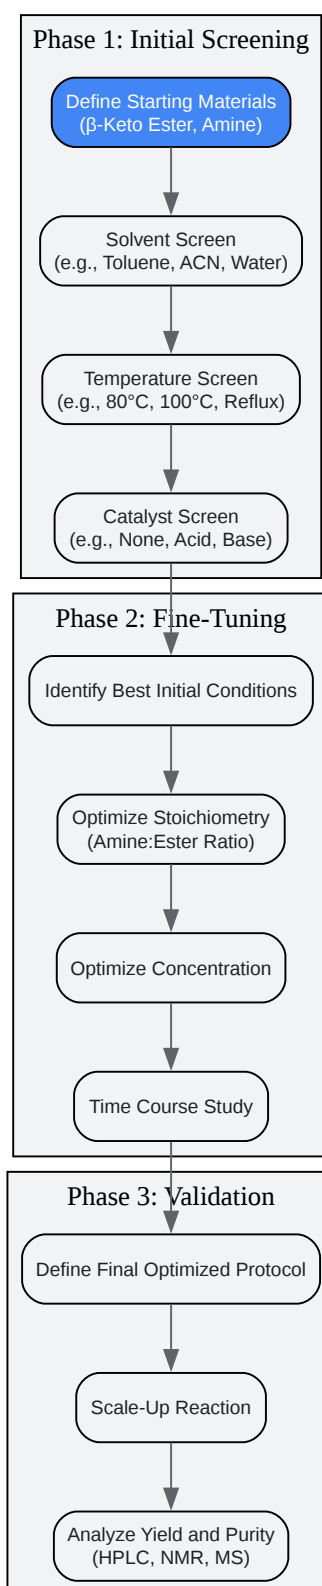 Phase 1: Initial Screening
Define Starting Materials
(β-Keto Ester, Amine)
Solvent Screen
(e.g., Toluene, ACN, Water)
Temperature Screen
(e.g., 80°C, 100°C, Reflux)
Catalyst Screen
(e.g., None, Acid, Base)
Phase 2: Fine-Tuning
Identify Best Initial Conditions
Optimize Stoichiometry
(Amine:Ester Ratio)
Optimize Concentration
Time Course Study
Phase 3: Validation
Define Final Optimized Protocol
Scale-Up Reaction
Analyze Yield and Purity
(HPLC, NMR, MS)